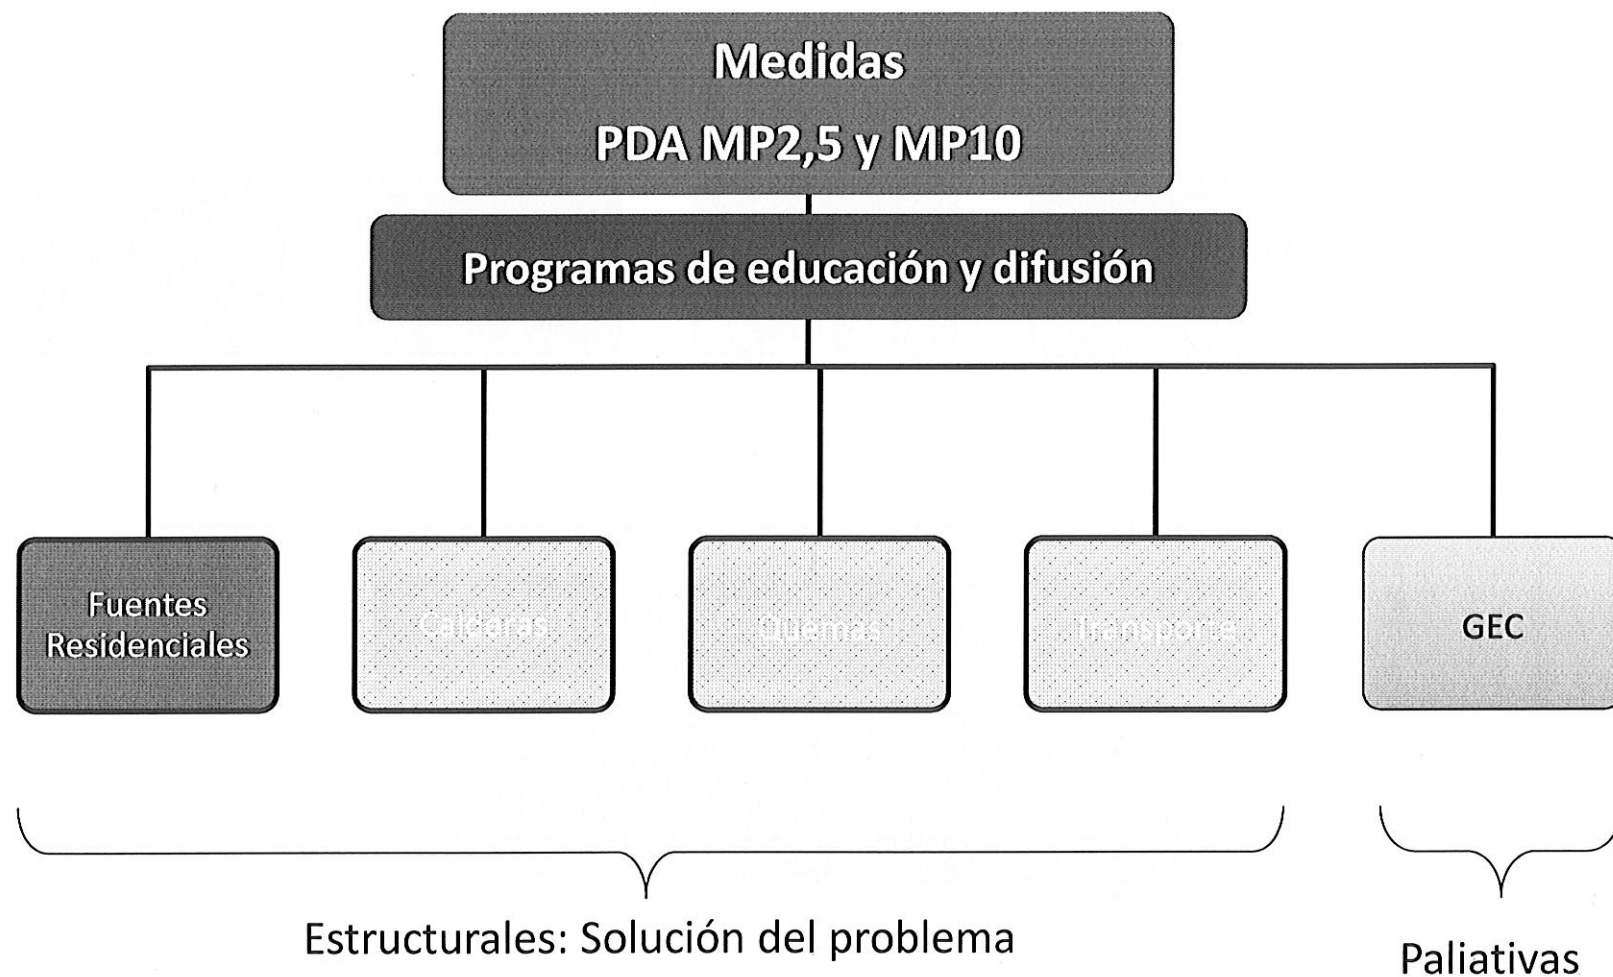 Medidas
PDA MP2,5 y MP10
Programas de educación y difusión
Fuentes
Residenciales
Calderas
Quemas
Transporte
GEC
Estructurales: Solución del problema
Paliativas